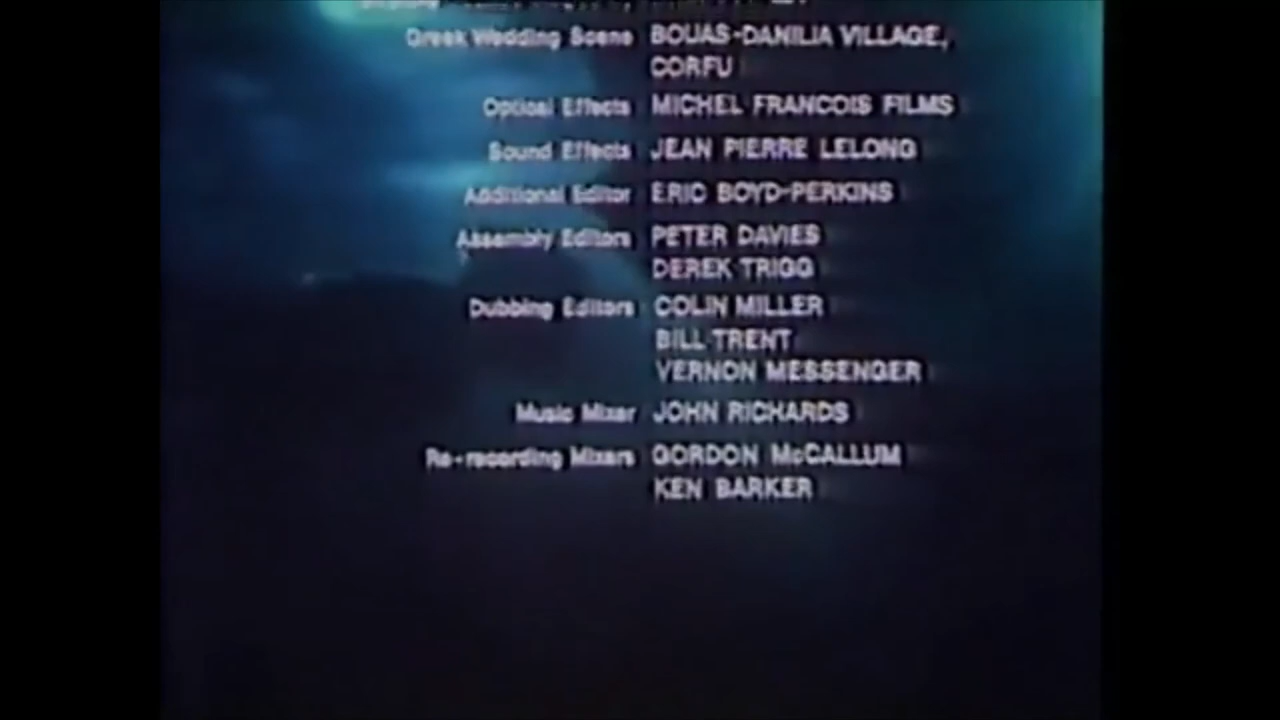 Greek Wedding Scene BOUAS-DANILIA VILLAGE,
CORFU
Optical Effects MICHEL FRANCOIS FILMS
Sound Effects JEAN PIERRE LELONG
Additional Editor ERIC BOYD-PERKINS
Assembly Editors PETER DAVIES
DEREK TRIGG
Dubbing Editors COLIN MILLER
BILL TRENT
VERNON MESSENGER
Music Mixer JOHN RICHARDS
Re-recording Mixers GORDON McCALLUM
KEN BARKER